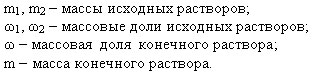 m₁, m₂ – массы исходных растворов;
ω₁, ω₂ – массовые доли исходных растворов;
ω – массовая доля конечного раствора;
m – масса конечного раствора.